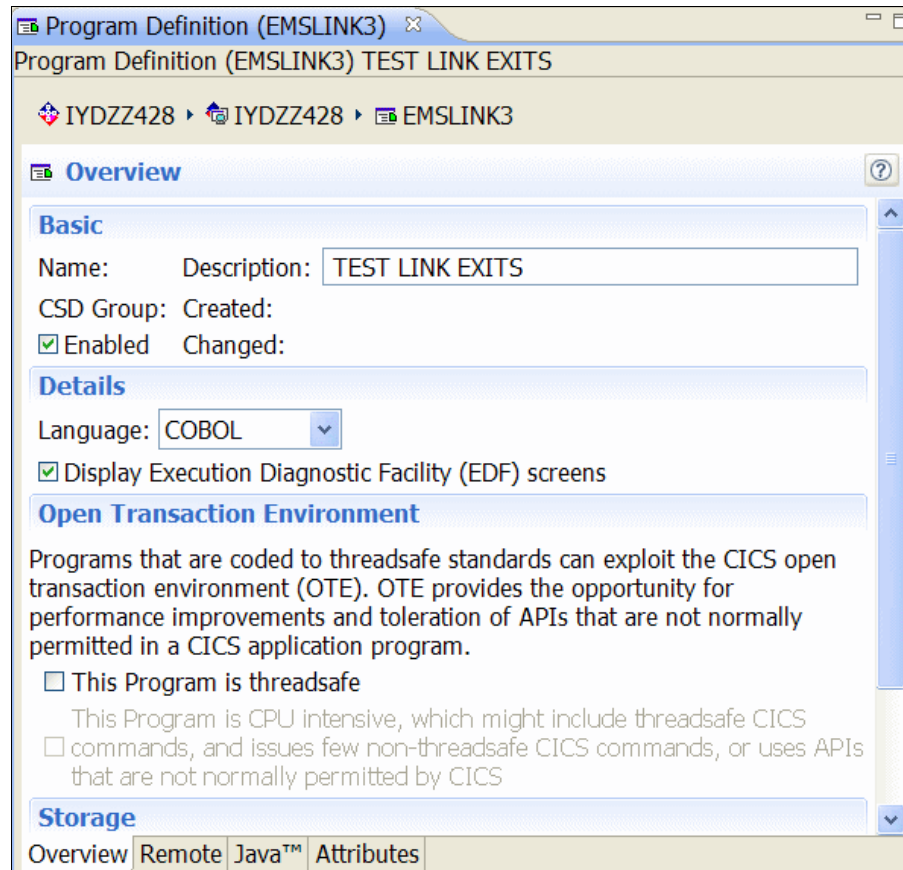 Program Definition (EMSLINK3)
Program Definition (EMSLINK3) TEST LINK EXITS
IYDZZ428 IYDZZ428 EMSLINK3
Overview
Basic
Name: Description: TEST LINK EXITS
CSD Group: Created:
Enabled Changed:
Details
Language: COBOL
Display Execution Diagnostic Facility (EDF) screens
Open Transaction Environment
Programs that are coded to threadsafe standards can exploit the CICS open
transaction environment (OTE). OTE provides the opportunity for
performance improvements and toleration of APIs that are not normally
permitted in a CICS application program.
This Program is threadsafe
This Program is CPU intensive, which might include threadsafe CICS
commands, and issues few non-threadsafe CICS commands, or uses APIs
that are not normally permitted by CICS
Storage
Overview Remote Java™ Attributes